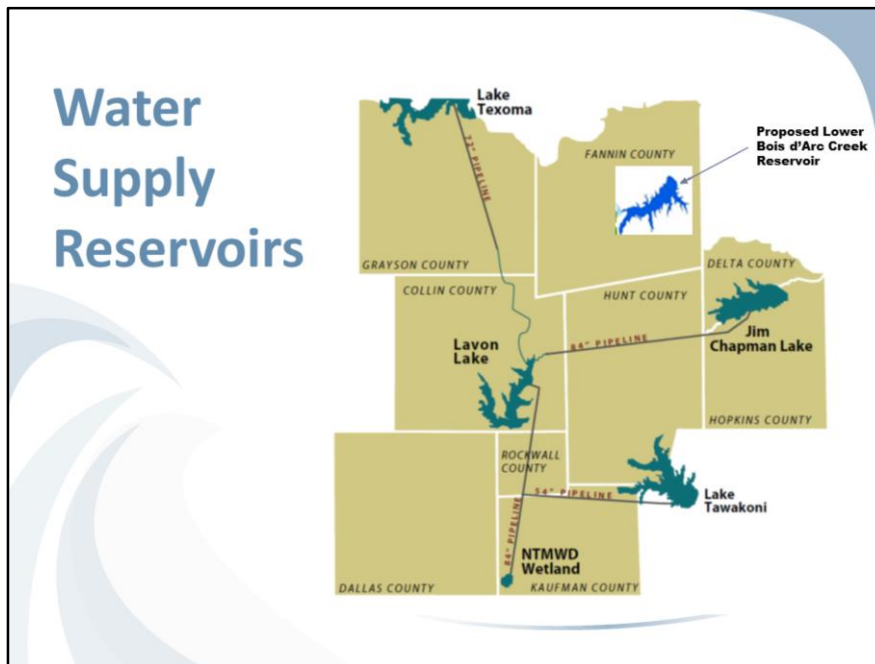 Water
Supply
Reservoirs
Lake
Texoma
72" PIPELINE
FANNIN COUNTY
Proposed Lower
Bois d'Arc Creek
Reservoir
GRAYSON COUNTY
COLLIN COUNTY
HUNT COUNTY
DELTA COUNTY
Lavon
Lake
84" PIPELINE
Jim
Chapman Lake
HOPKINS COUNTY
ROCKWALL
COUNTY
54" PIPELINE
Lake
Tawakoni
84" PIPELINE
NTMWD
Wetland
DALLAS COUNTY
KAUFMAN COUNTY